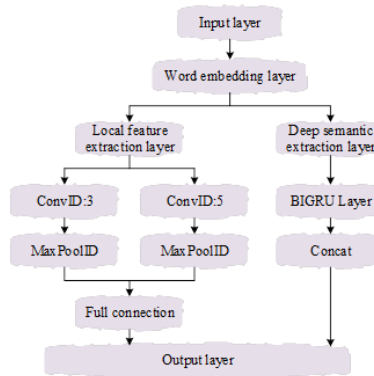 Input layer
Word embedding layer
Local feature
extraction layer
Deep semantic
extraction layer
ConvID:3
ConvID:5
BIGRU Layer
MaxPoolID
MaxPoolID
Concat
Full connection
Output layer